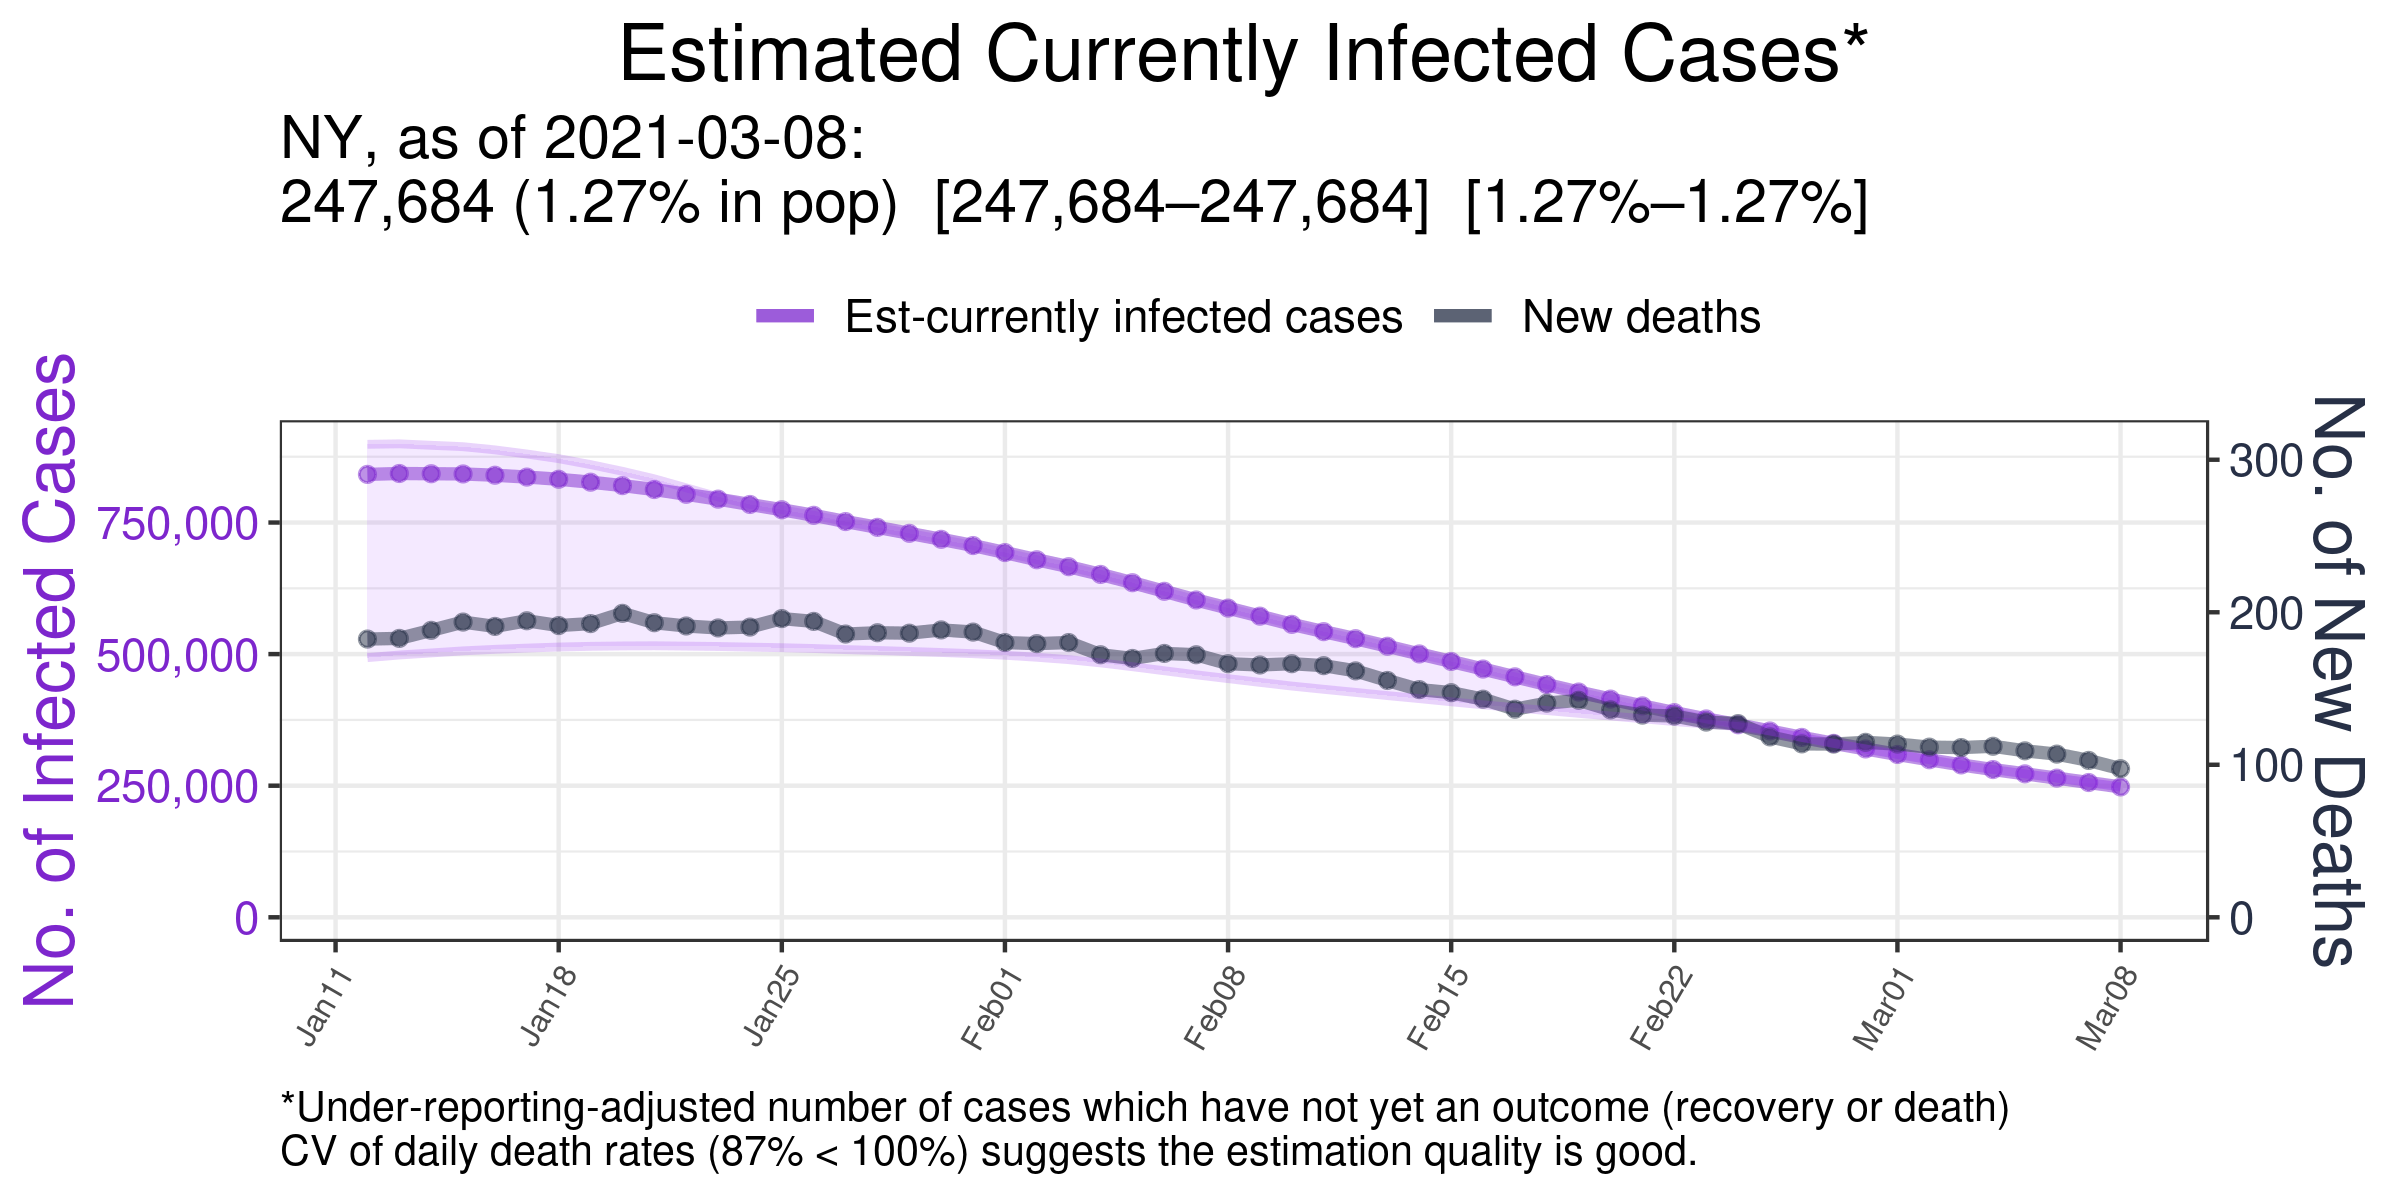 Estimated Currently Infected Cases*
NY, as of 2021-03-08:
247,684 (1.27% in pop)  [247,684–247,684]  [1.27%–1.27%]
Est-currently infected cases
New deaths
No. of Infected Cases
750,000
500,000
250,000
0
300
200
100
0
No. of New Deaths
Jan11
Jan18
Jan25
Feb01
Feb08
Feb15
Feb22
Mar01
Mar08
*Under-reporting-adjusted number of cases which have not yet an outcome (recovery or death)
CV of daily death rates (87% < 100%) suggests the estimation quality is good.